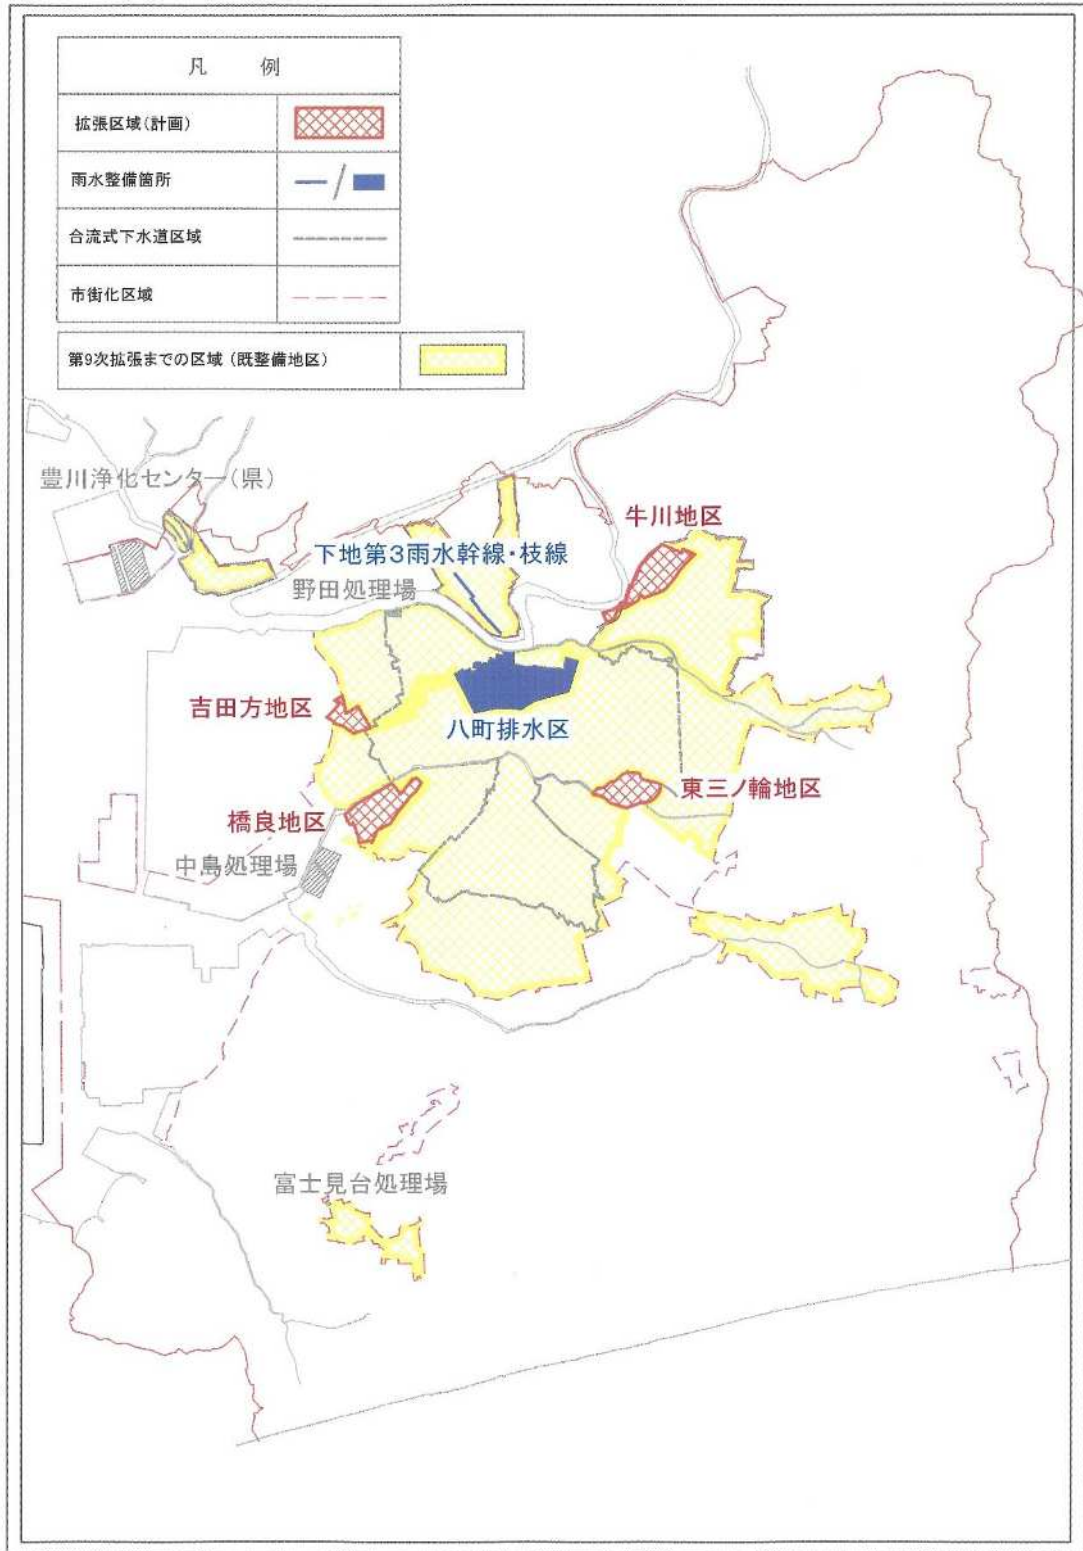 凡 例
拡張区域(計画)
雨水整備箇所
合流式下水道区域
市街化区域
第9次拡張までの区域 (既整備地区)
豊川浄化センター(県)
牛川地区
下地第3雨水幹線・枝線
野田処理場
吉田方地区
八町排水区
東三ノ輪地区
橋良地区
中島処理場
富士見台処理場